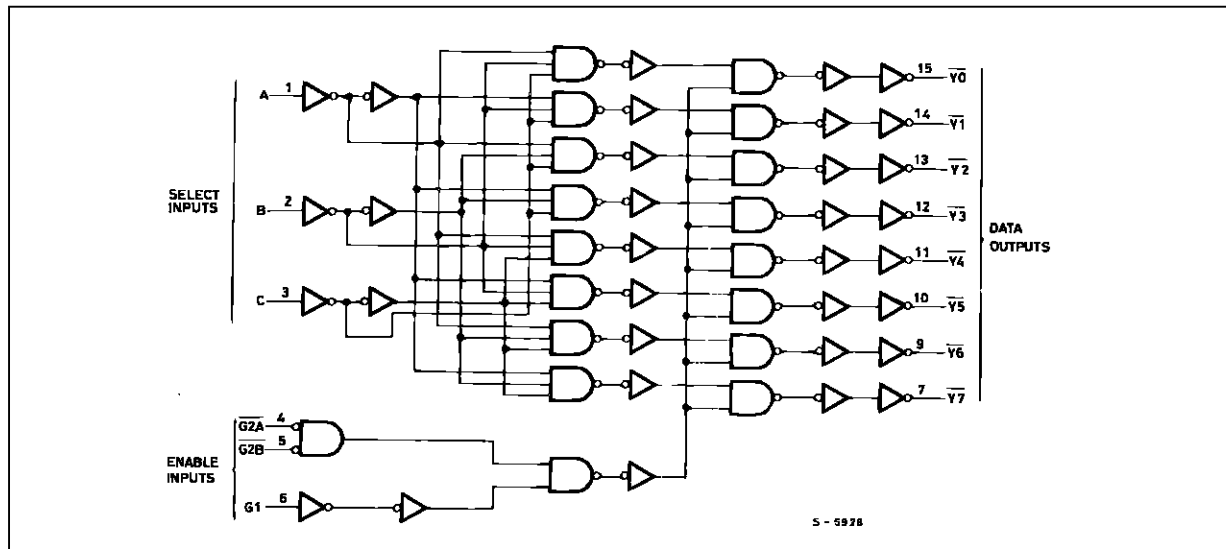 SELECT
INPUTS
A 1
B 2
C 3
ENABLE
INPUTS
G2A 4
G2B 5
G1 6
15 Y0
14 Y1
13 Y2
12 Y3
11 Y4
10 Y5
9 Y6
7 Y7
DATA
OUTPUTS